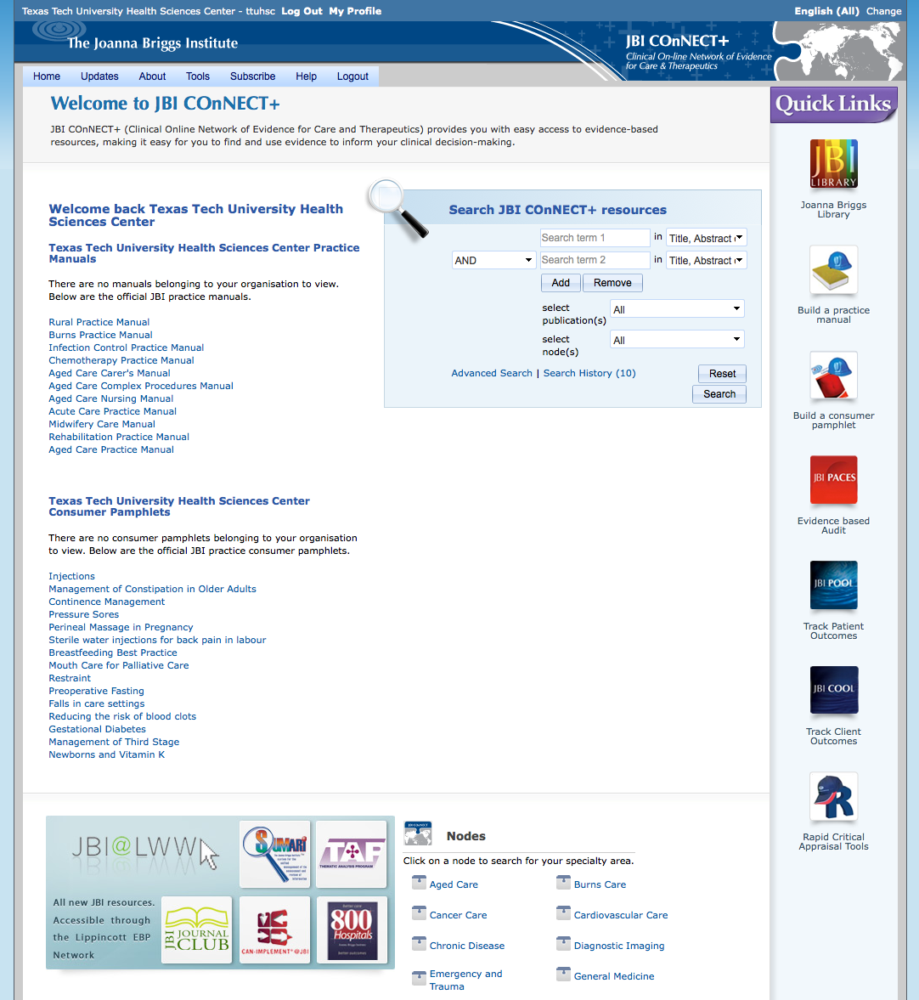 Texas Tech University Health Sciences Center - ttuhsc Log Out My Profile
English (All) Change
The Joanna Briggs Institute
JBI COnNECT+
Clinical On-line Network of Evidence
for Care & Therapeutics
Home Updates About Tools Subscribe Help Logout
Welcome to JBI COnNECT+
JBI COnNECT+ (Clinical Online Network of Evidence for Care and Therapeutics) provides you with easy access to evidence-based
resources, making it easy for you to find and use evidence to inform your clinical decision-making.
Welcome back Texas Tech University Health
Sciences Center
Texas Tech University Health Sciences Center Practice
Manuals
There are no manuals belonging to your organisation to view.
Below are the official JBI practice manuals.
Rural Practice Manual
Burns Practice Manual
Infection Control Practice Manual
Chemotherapy Practice Manual
Aged Care Carer's Manual
Aged Care Complex Procedures Manual
Aged Care Nursing Manual
Acute Care Practice Manual
Midwifery Care Manual
Rehabilitation Practice Manual
Aged Care Practice Manual
Texas Tech University Health Sciences Center
Consumer Pamphlets
There are no consumer pamphlets belonging to your organisation
to view. Below are the official JBI practice consumer pamphlets.
Injections
Management of Constipation in Older Adults
Continence Management
Pressure Sores
Perineal Massage in Pregnancy
Sterile water injections for back pain in labour
Breastfeeding Best Practice
Mouth Care for Palliative Care
Restraint
Preoperative Fasting
Falls in care settings
Reducing the risk of blood clots
Gestational Diabetes
Management of Third Stage
Newborns and Vitamin K
Search JBI COnNECT+ resources
Search term 1 in Title, Abstract
AND Search term 2 in Title, Abstract
Add Remove
select
publication(s) All
select
node(s) All
Advanced Search | Search History (10) Reset
Search
Quick Links
JBI
LIBRARY
Joanna Briggs
Library
Build a practice
manual
Build a consumer
pamphlet
JBI PACES
Evidence based
Audit
JBI POOL
Track Patient
Outcomes
JBI COOL
Track Client
Outcomes
R
Rapid Critical
Appraisal Tools
JBI@LWW
All new JBI resources.
Accessible through
the Lippincott EBP
Network
SUMARI
TAP
THEMATIC ANALYSIS PROGRAM
JBI JOURNAL
CLUB
CAN-IMPLEMENT®@JBI
better care
800
Hospitals
Joanna Briggs Institute
better outcomes
JBI CONNECT
Nodes
Click on a node to search for your specialty area.
Aged Care Burns Care
Cancer Care Cardiovascular Care
Chronic Disease Diagnostic Imaging
Emergency and
Trauma
General Medicine